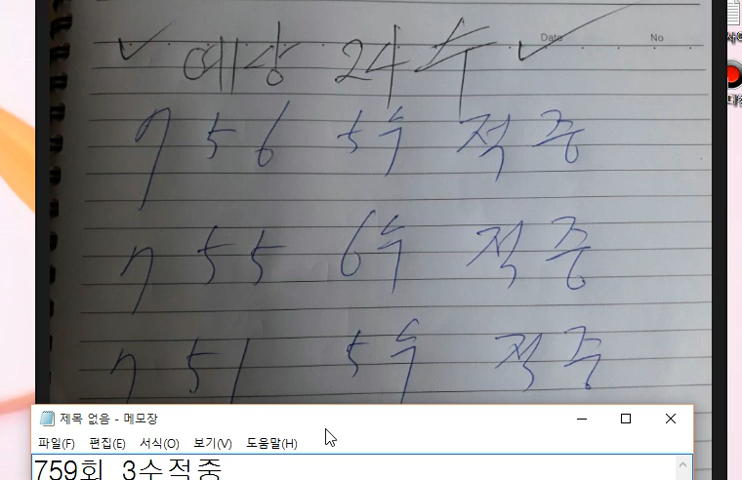 Date No
예상 24수
756 5수 적중
755 6수 적중
751 5수 적중
제목 없음 - 메모장
파일(F) 편집(E) 서식(O) 보기(V) 도움말(H)
759회 3수적중